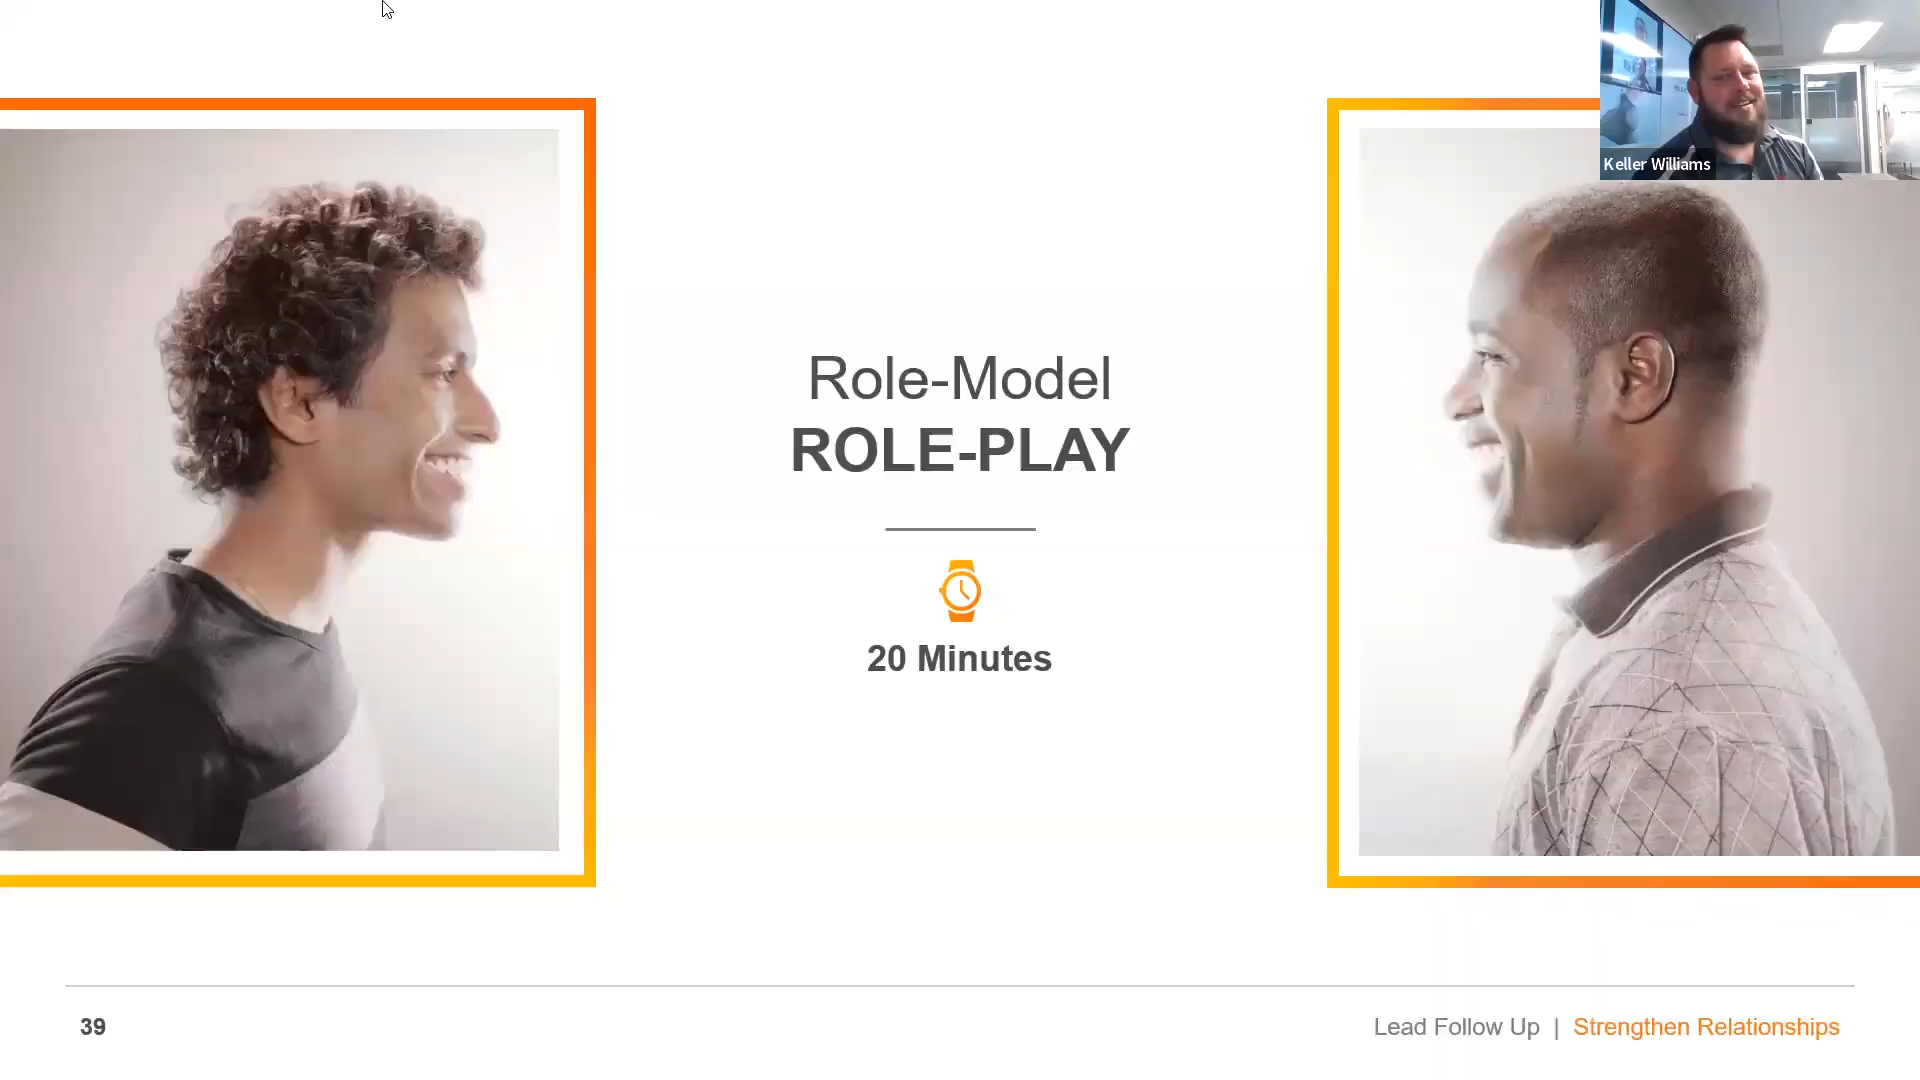 Keller Williams
Role-Model
ROLE-PLAY
20 Minutes
39
Lead Follow Up | Strengthen Relationships